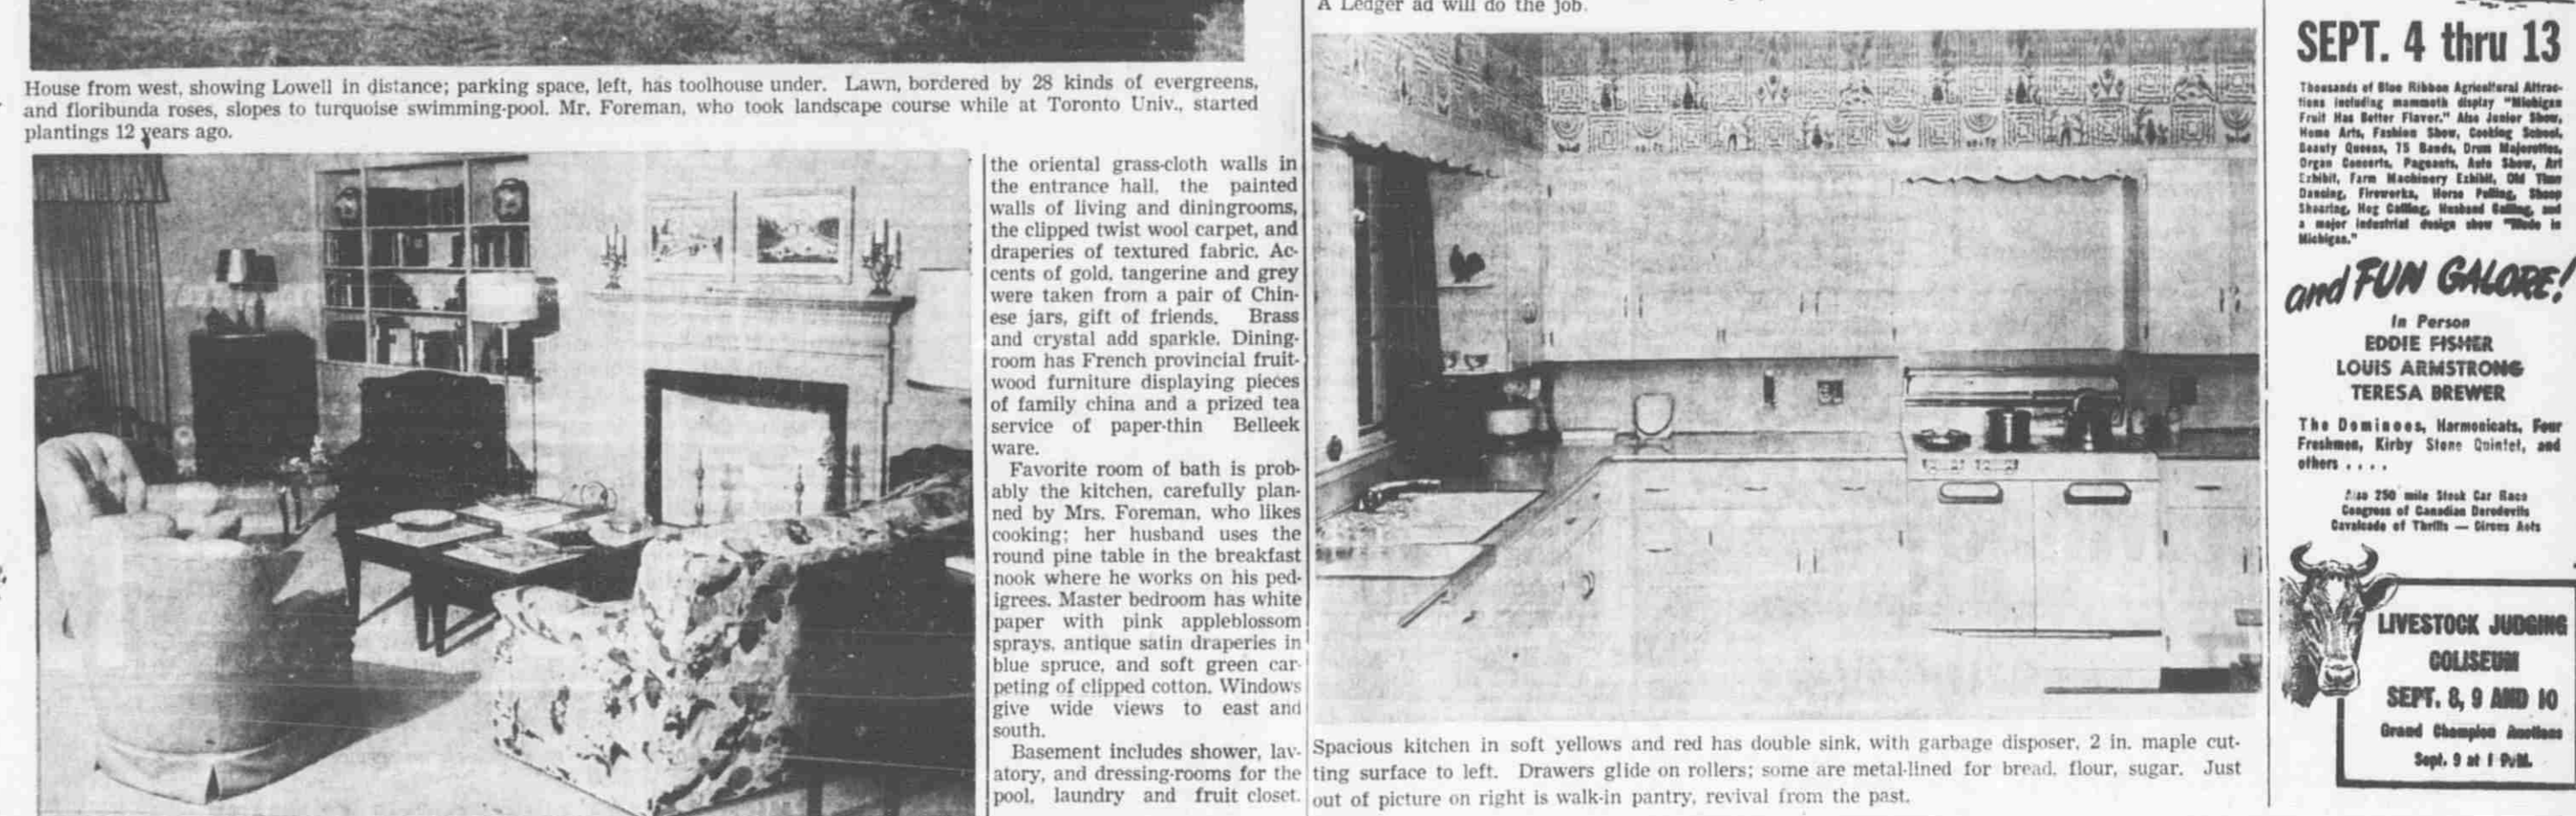 A Ledger ad will do the job.
House from west, showing Lowell in distance; parking space, left, has toolhouse under. Lawn, bordered by 28 kinds of evergreens,
and floribunda roses, slopes to turquoise swimming-pool. Mr. Foreman, who took landscape course while at Toronto Univ., started
plantings 12 years ago.
the oriental grass-cloth walls in
the entrance hall, the painted
walls of living and diningrooms,
the clipped twist wool carpet, and
draperies of textured fabric. Ac-
cents of gold, tangerine and grey
were taken from a pair of Chin-
ese jars, gift of friends. Brass
and crystal add sparkle. Dining-
room has French provincial fruit-
wood furniture displaying pieces
of family china and a prized tea
service of paper-thin Belleek
ware.
Favorite room of bath is prob-
ably the kitchen, carefully plan-
ned by Mrs. Foreman, who likes
cooking; her husband uses the
round pine table in the breakfast
nook where he works on his ped-
igrees. Master bedroom has white
paper with pink appleblossom
sprays, antique satin draperies in
blue spruce, and soft green car-
peting of clipped cotton. Windows
give wide views to east and
south.
Basement includes shower, lav-
atory, and dressing-rooms for the
pool, laundry and fruit closet.
Spacious kitchen in soft yellows and red has double sink, with garbage disposer, 2 in. maple cut-
ting surface to left. Drawers glide on rollers; some are metal-lined for bread, flour, sugar. Just
out of picture on right is walk-in pantry, revival from the past.
SEPT. 4 thru 13
Thousands of Blue Ribbon Agricultural Attrac-
tions including mammoth display "Michigan
Fruit Has Better Flavor." Also Junior Show,
Home Arts, Fashion Show, Cooking School,
Beauty Queens, 75 Bands, Drum Majorettes,
Organ Concerts, Pageants, Auto Show, Art
Exhibit, Farm Machinery Exhibit, Old Time
Dancing, Fireworks, Horse Pulling, Sheep
Shearing, Hog Calling, Husband Calling, and
a major industrial design show "Made in
Michigan."
and FUN GALORE!
In Person
EDDIE FISHER
LOUIS ARMSTRONG
TERESA BREWER
The Dominoes, Harmonicats, Four
Freshmen, Kirby Stone Quintet, and
others . . . .
Also 250 mile Stock Car Race
Congress of Canadian Daredevils
Cavalcade of Thrills — Circus Acts
LIVESTOCK JUDGING
COLISEUM
SEPT. 8, 9 AND 10
Grand Champion Auctions
Sept. 9 at 1 P.M.